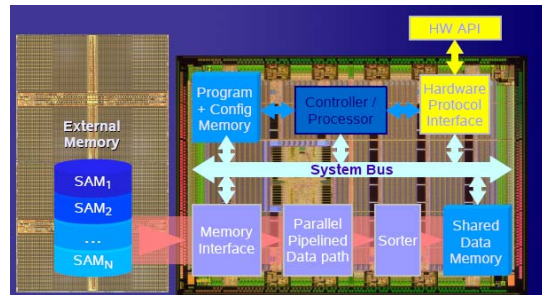 HW API
Program
+ Config
Memory
Controller /
Processor
Hardware
Protocol
Interface
External
Memory
System Bus
SAM1
SAM2
...
SAMN
Memory
Interface
Parallel
Pipelined
Data path
Sorter
Shared
Data
Memory